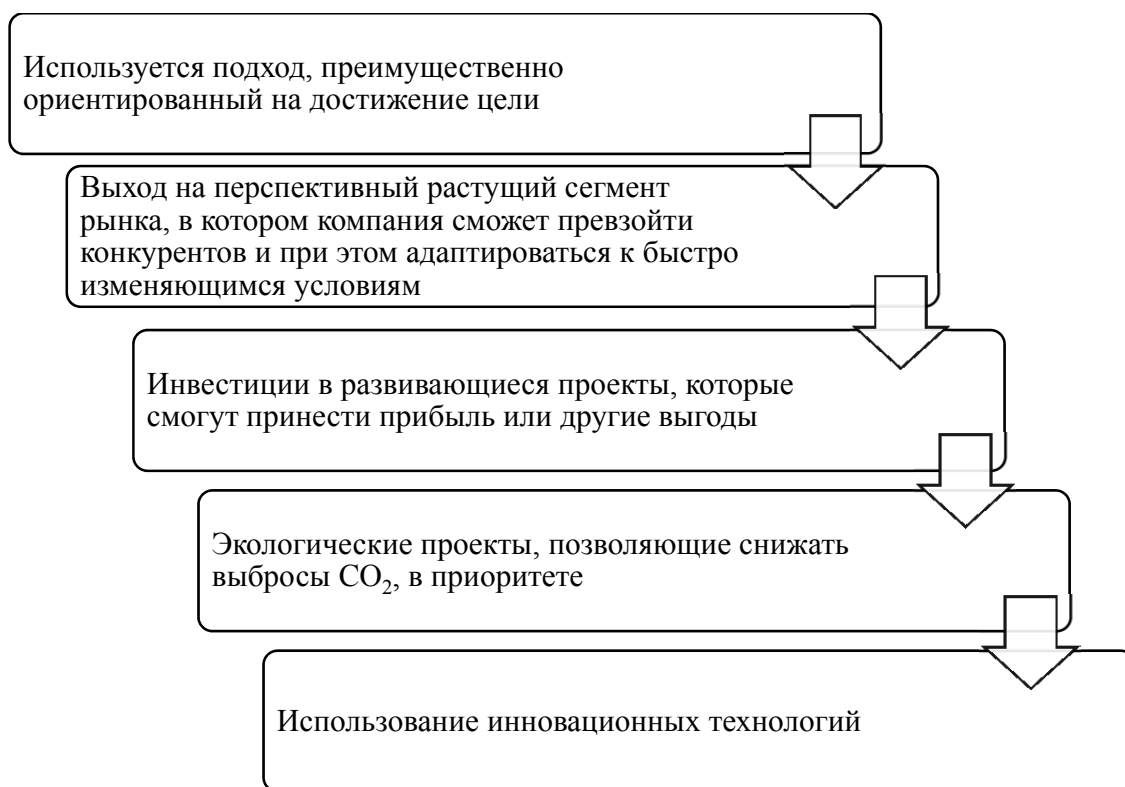 Используется подход, преимущественно
ориентированный на достижение цели
Выход на перспективный растущий сегмент
рынка, в котором компания сможет превзойти
конкурентов и при этом адаптироваться к быстро
изменяющимся условиям
Инвестиции в развивающиеся проекты, которые
смогут принести прибыль или другие выгоды
Экологические проекты, позволяющие снижать
выбросы CO₂, в приоритете
Использование инновационных технологий